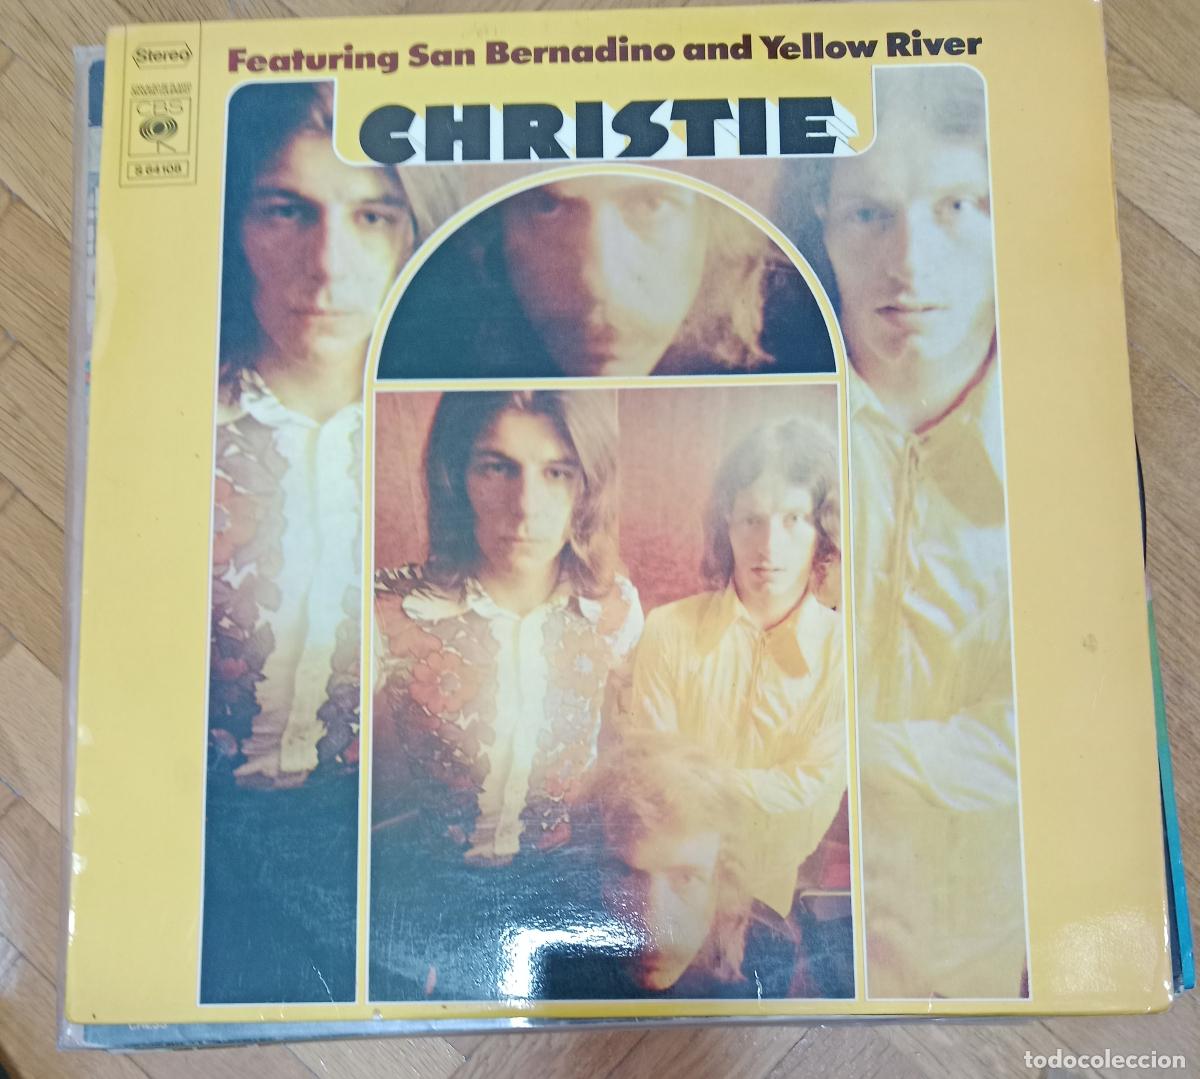 Featuring San Bernadino and Yellow River
Stereo
CBS
S 64108
CHRISTIE
todocoleccion